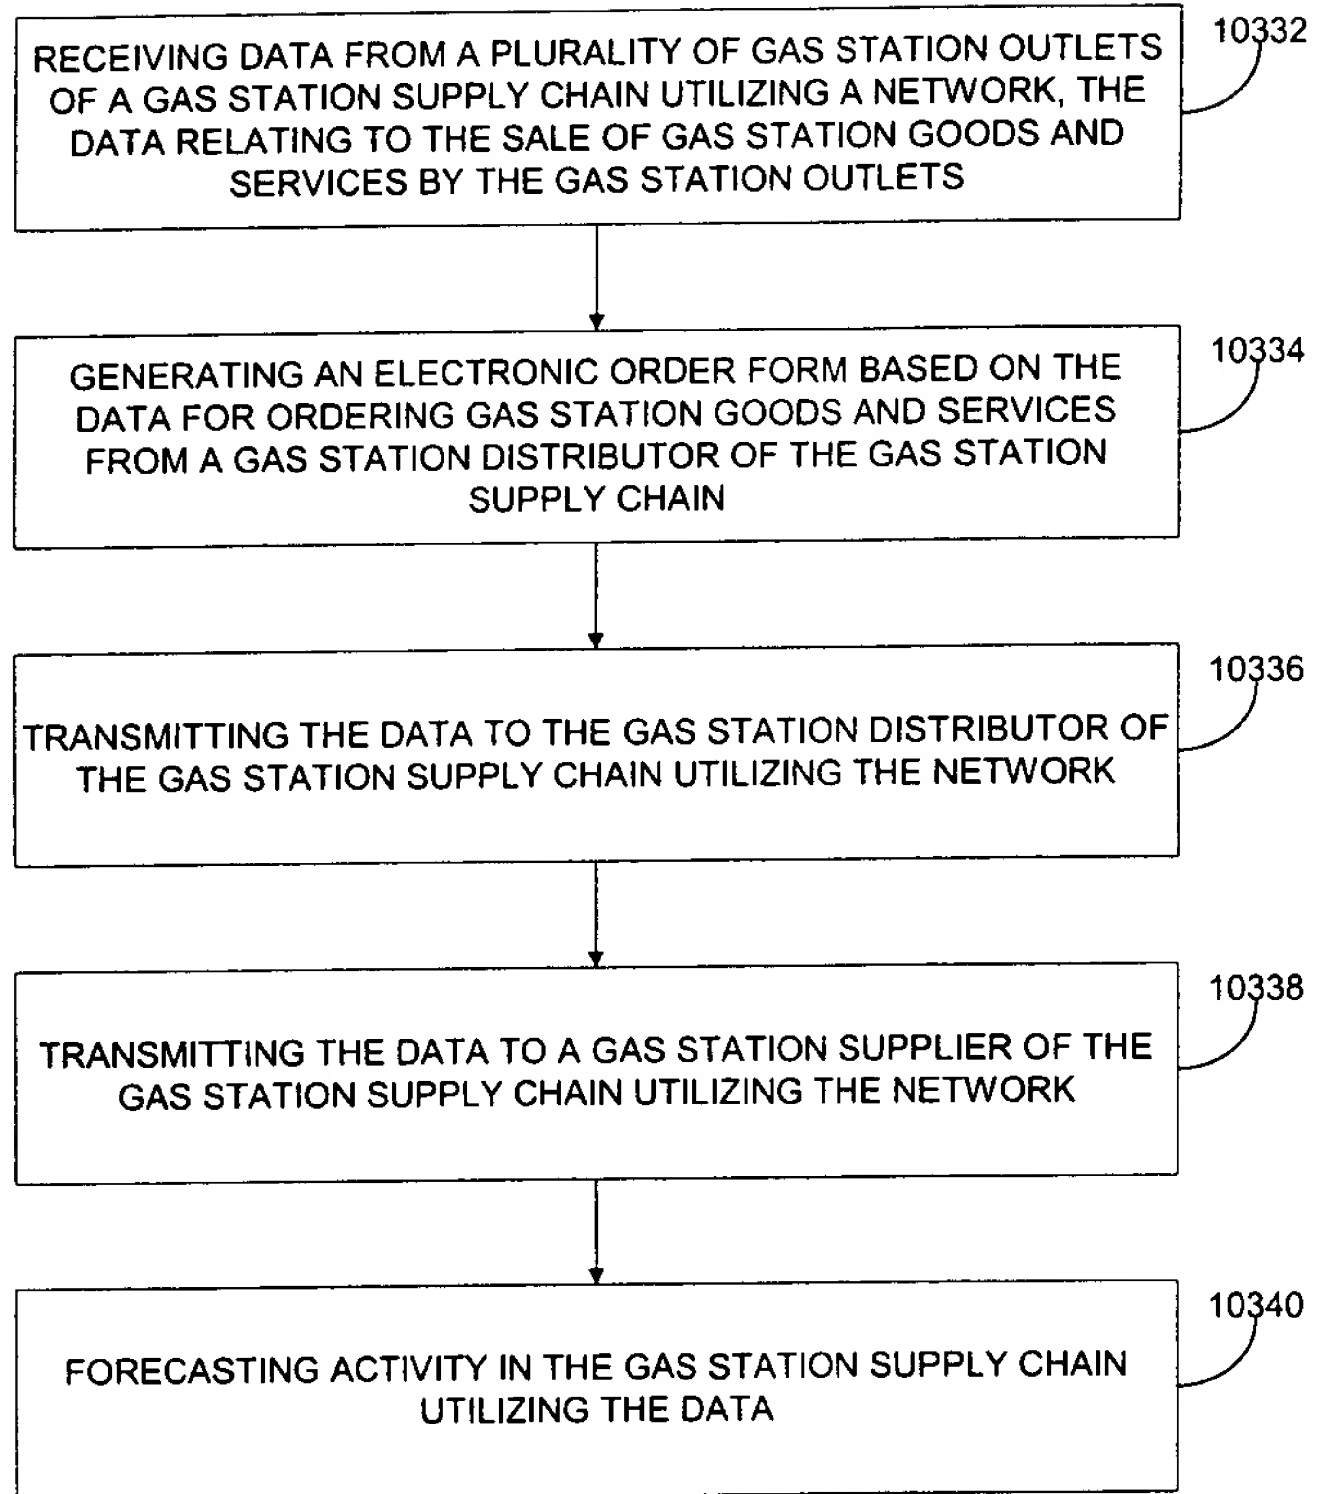 10332
RECEIVING DATA FROM A PLURALITY OF GAS STATION OUTLETS
OF A GAS STATION SUPPLY CHAIN UTILIZING A NETWORK, THE
DATA RELATING TO THE SALE OF GAS STATION GOODS AND
SERVICES BY THE GAS STATION OUTLETS
10334
GENERATING AN ELECTRONIC ORDER FORM BASED ON THE
DATA FOR ORDERING GAS STATION GOODS AND SERVICES
FROM A GAS STATION DISTRIBUTOR OF THE GAS STATION
SUPPLY CHAIN
10336
TRANSMITTING THE DATA TO THE GAS STATION DISTRIBUTOR OF
THE GAS STATION SUPPLY CHAIN UTILIZING THE NETWORK
10338
TRANSMITTING THE DATA TO A GAS STATION SUPPLIER OF THE
GAS STATION SUPPLY CHAIN UTILIZING THE NETWORK
10340
FORECASTING ACTIVITY IN THE GAS STATION SUPPLY CHAIN
UTILIZING THE DATA